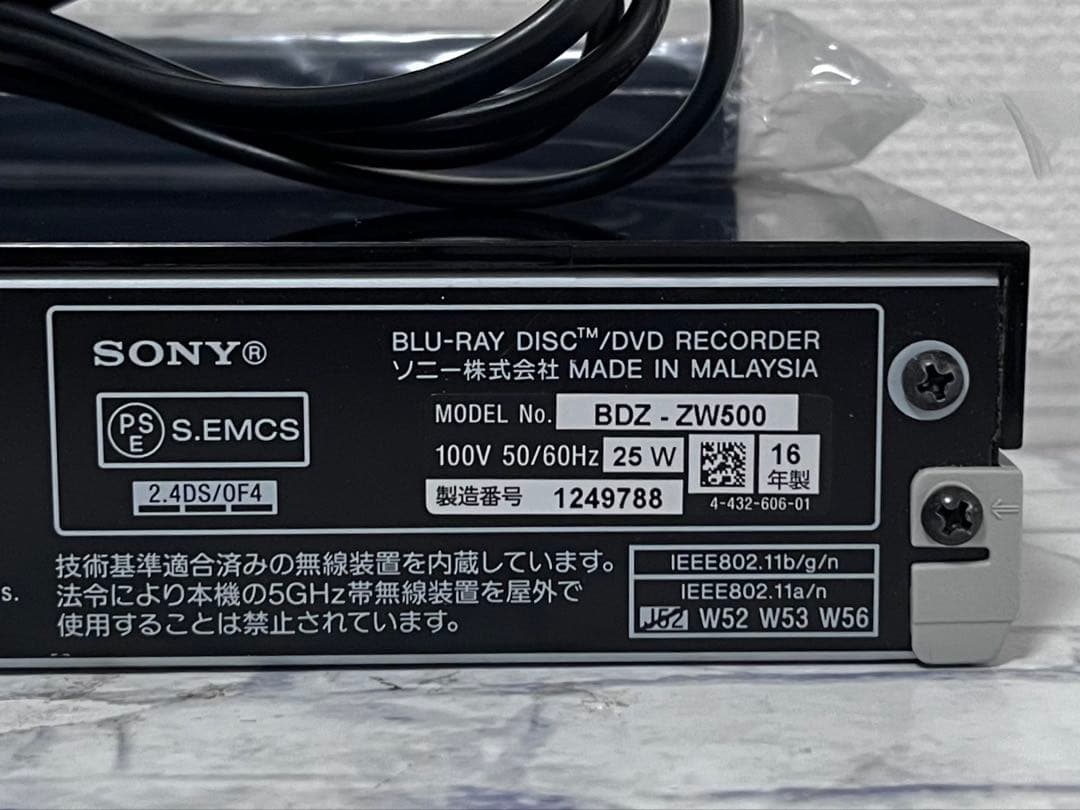 SONY®
BLU-RAY DISC™/DVD RECORDER
ソニー株式会社 MADE IN MALAYSIA
PSE S.EMCS
MODEL No. BDZ - ZW500
100V 50/60Hz 25 W
16年製
2.4DS/OF4
製造番号 1249788
4-432-606-01
技術基準適合済みの無線装置を内蔵しています。
法令により本機の5GHz帯無線装置を屋外で
使用することは禁止されています。
s.
IEEE802.11b/g/n
IEEE802.11a/n
J52 W52 W53 W56